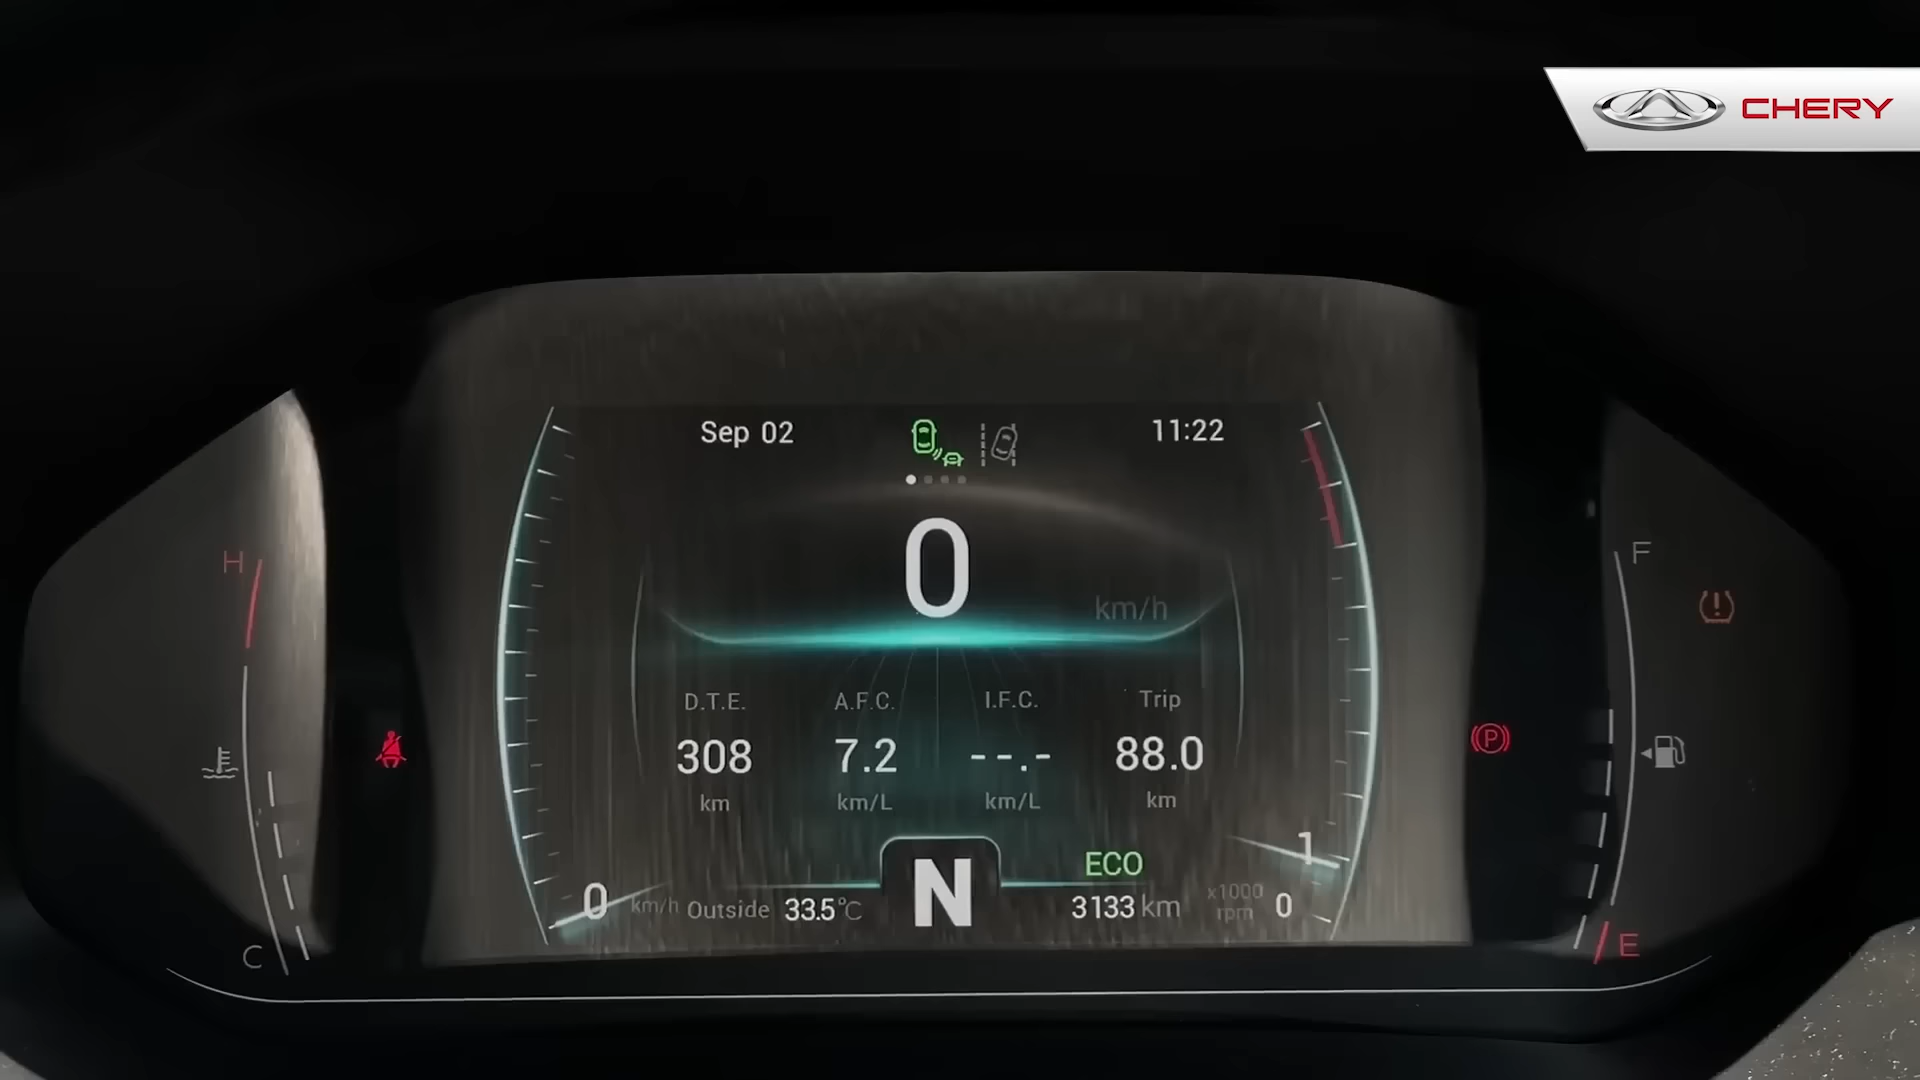 CHERY
Sep 02
11:22
0
km/h
D.T.E. A.F.C. I.F.C. Trip
308 7.2 --.- 88.0
km km/L km/L km
H
F
P
C
E
0 km/h Outside 33.5°C
N
ECO
3133 km
1
x1000
rpm 0